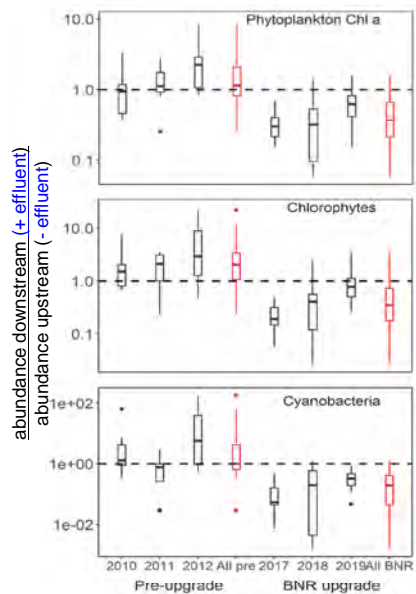 Phytoplankton Chl a
10.0
1.0
0.1
Chlorophytes
10.0
1.0
0.1
abundance downstream (+ effluent)
abundance upstream (- effluent)
Cyanobacteria
1e+02
1e+00
1e-02
2010 2011 2012 All pre 2017 2018 2019 All BNR
Pre-upgrade BNR upgrade